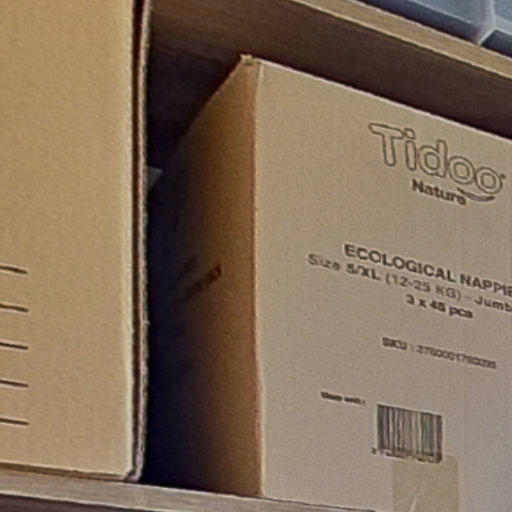 Tidoo
Nature
ECOLOGICAL NAPPIE
Size 5/XL (12-25 KG) - Jumb
3 x 45 pcs
SKU :